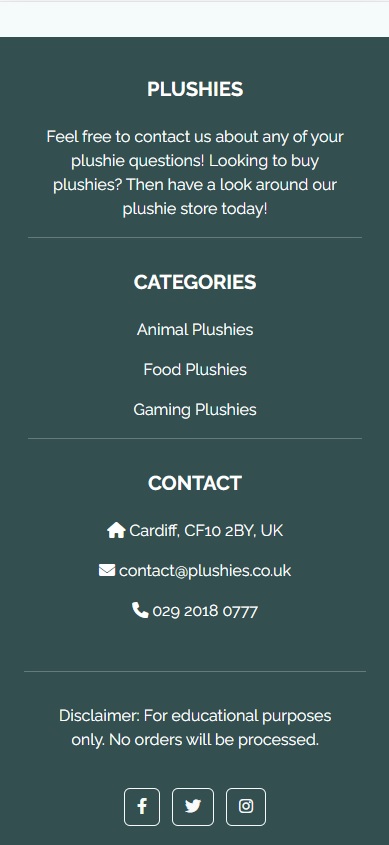 PLUSHIES
Feel free to contact us about any of your
plushie questions! Looking to buy
plushies? Then have a look around our
plushie store today!
CATEGORIES
Animal Plushies
Food Plushies
Gaming Plushies
CONTACT
Cardiff, CF10 2BY, UK
contact@plushies.co.uk
029 2018 0777
Disclaimer: For educational purposes
only. No orders will be processed.